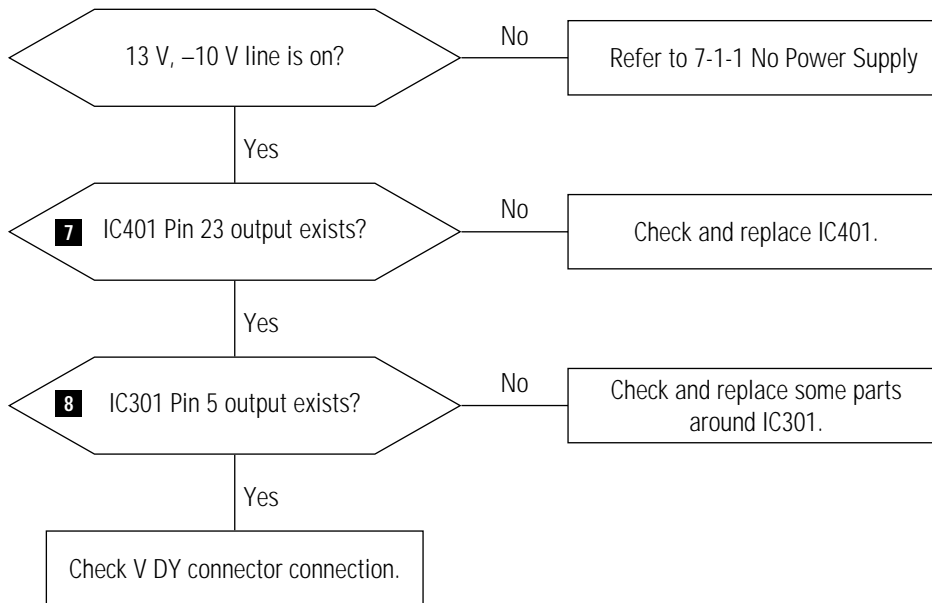 13 V, –10 V line is on?
No
Refer to 7-1-1 No Power Supply
Yes
7 IC401 Pin 23 output exists?
No
Check and replace IC401.
Yes
8 IC301 Pin 5 output exists?
No
Check and replace some parts
around IC301.
Yes
Check V DY connector connection.